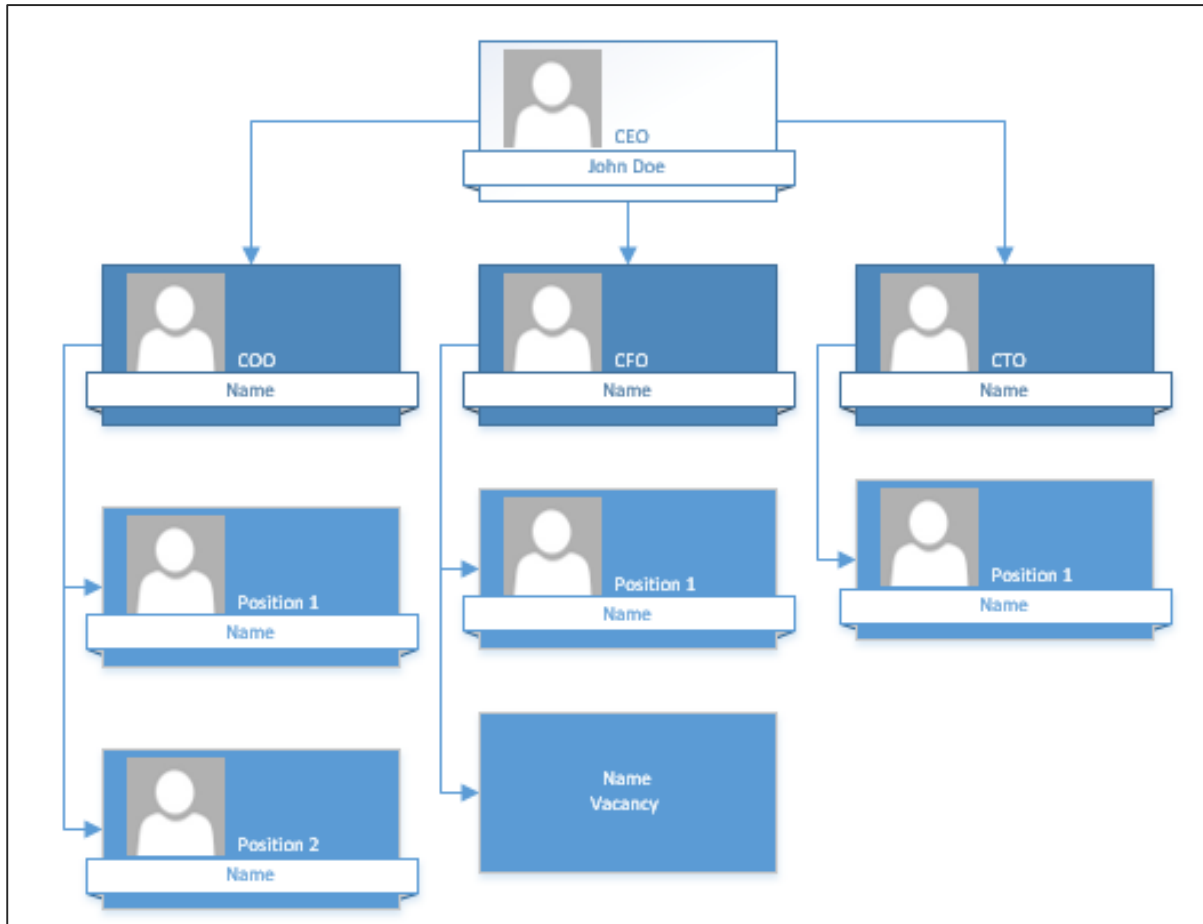 CEO
John Doe
COO
Name
CFO
Name
CTO
Name
Position 1
Name
Position 1
Name
Position 1
Name
Position 2
Name
Name
Vacancy